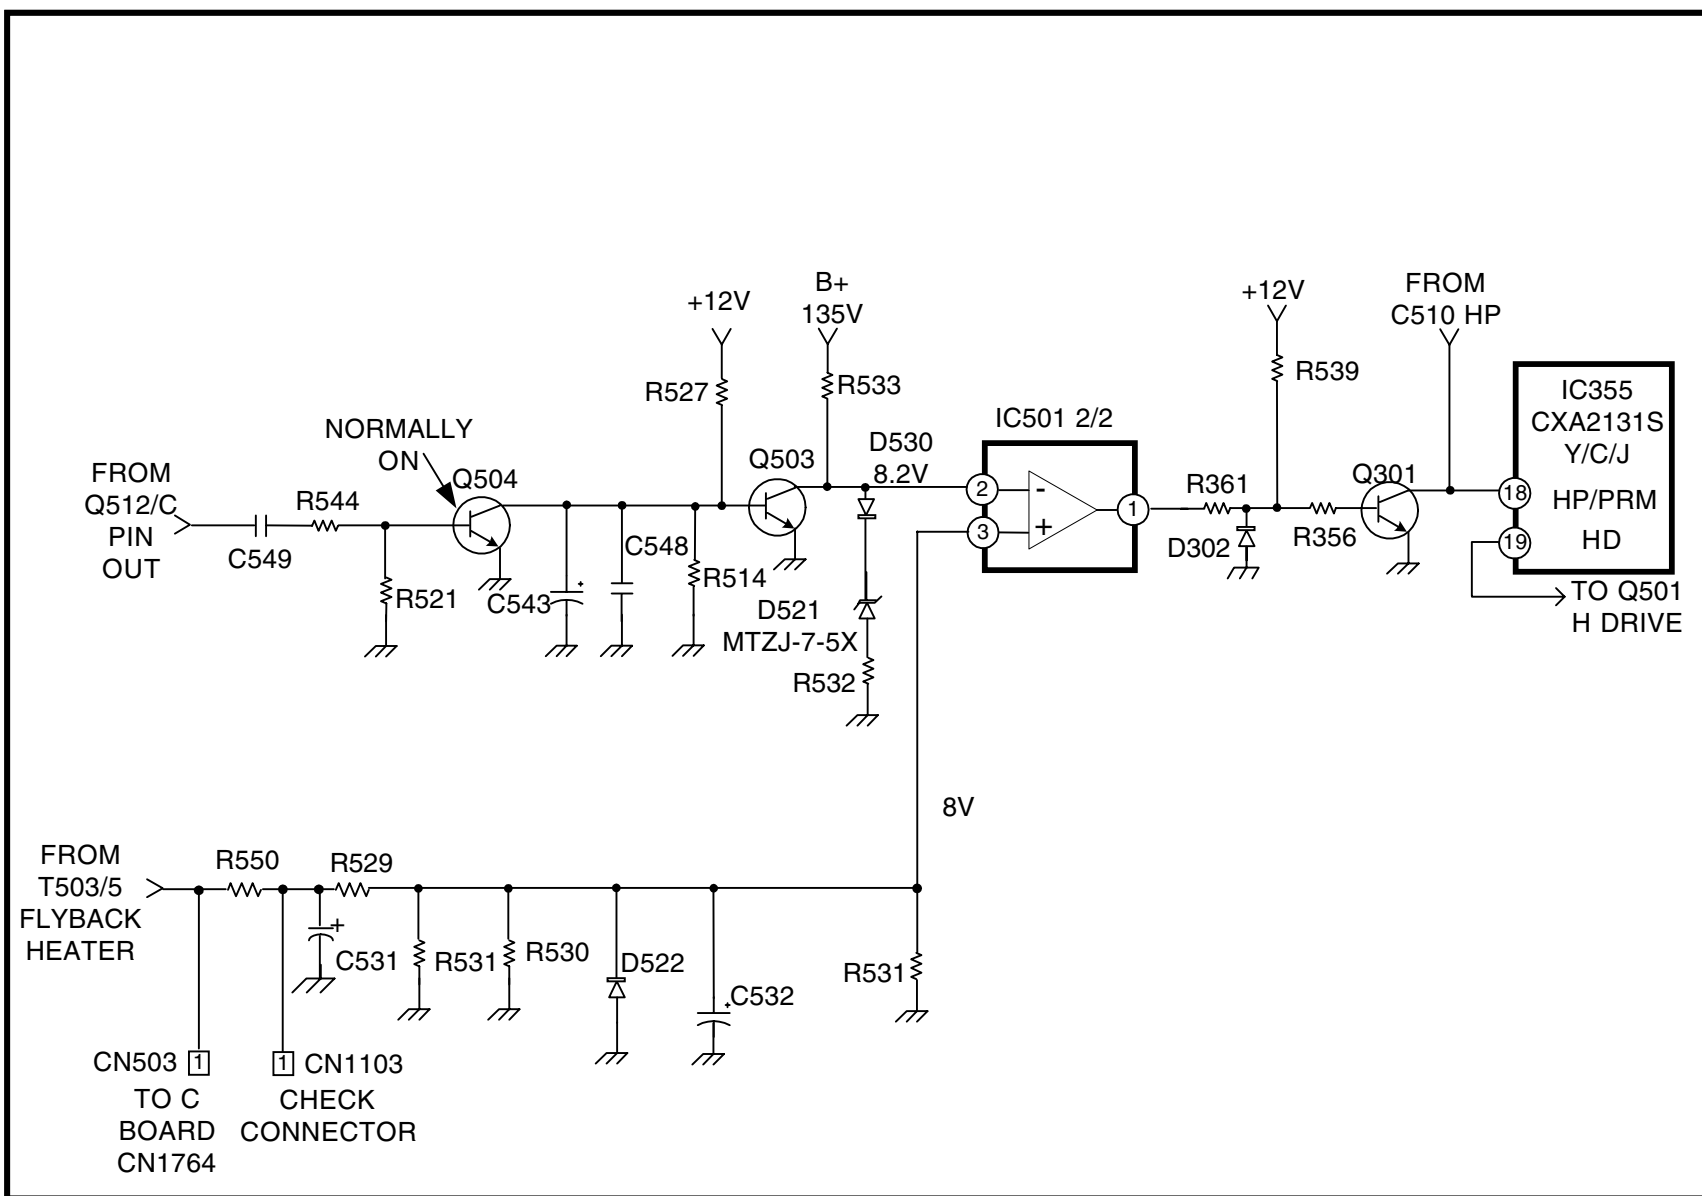 +12V
B+
135V
+12V
FROM
C510 HP
R527
R533
R539
IC355
CXA2131S
Y/C/J
HP/PRM
HD
18
19
TO Q501
H DRIVE
NORMALLY
ON
Q504
Q503
D530
8.2V
IC501 2/2
2
3
-
+
1
R361
D302
R356
Q301
FROM
Q512/C
PIN
OUT
C549
R544
R521
C543
+
C548
R514
D521
MTZJ-7-5X
R532
8V
FROM
T503/5
FLYBACK
HEATER
R550
R529
+
C531
R531
R530
D522
+
C532
R531
CN503 1
TO C
BOARD
CN1764
1 CN1103
CHECK
CONNECTOR